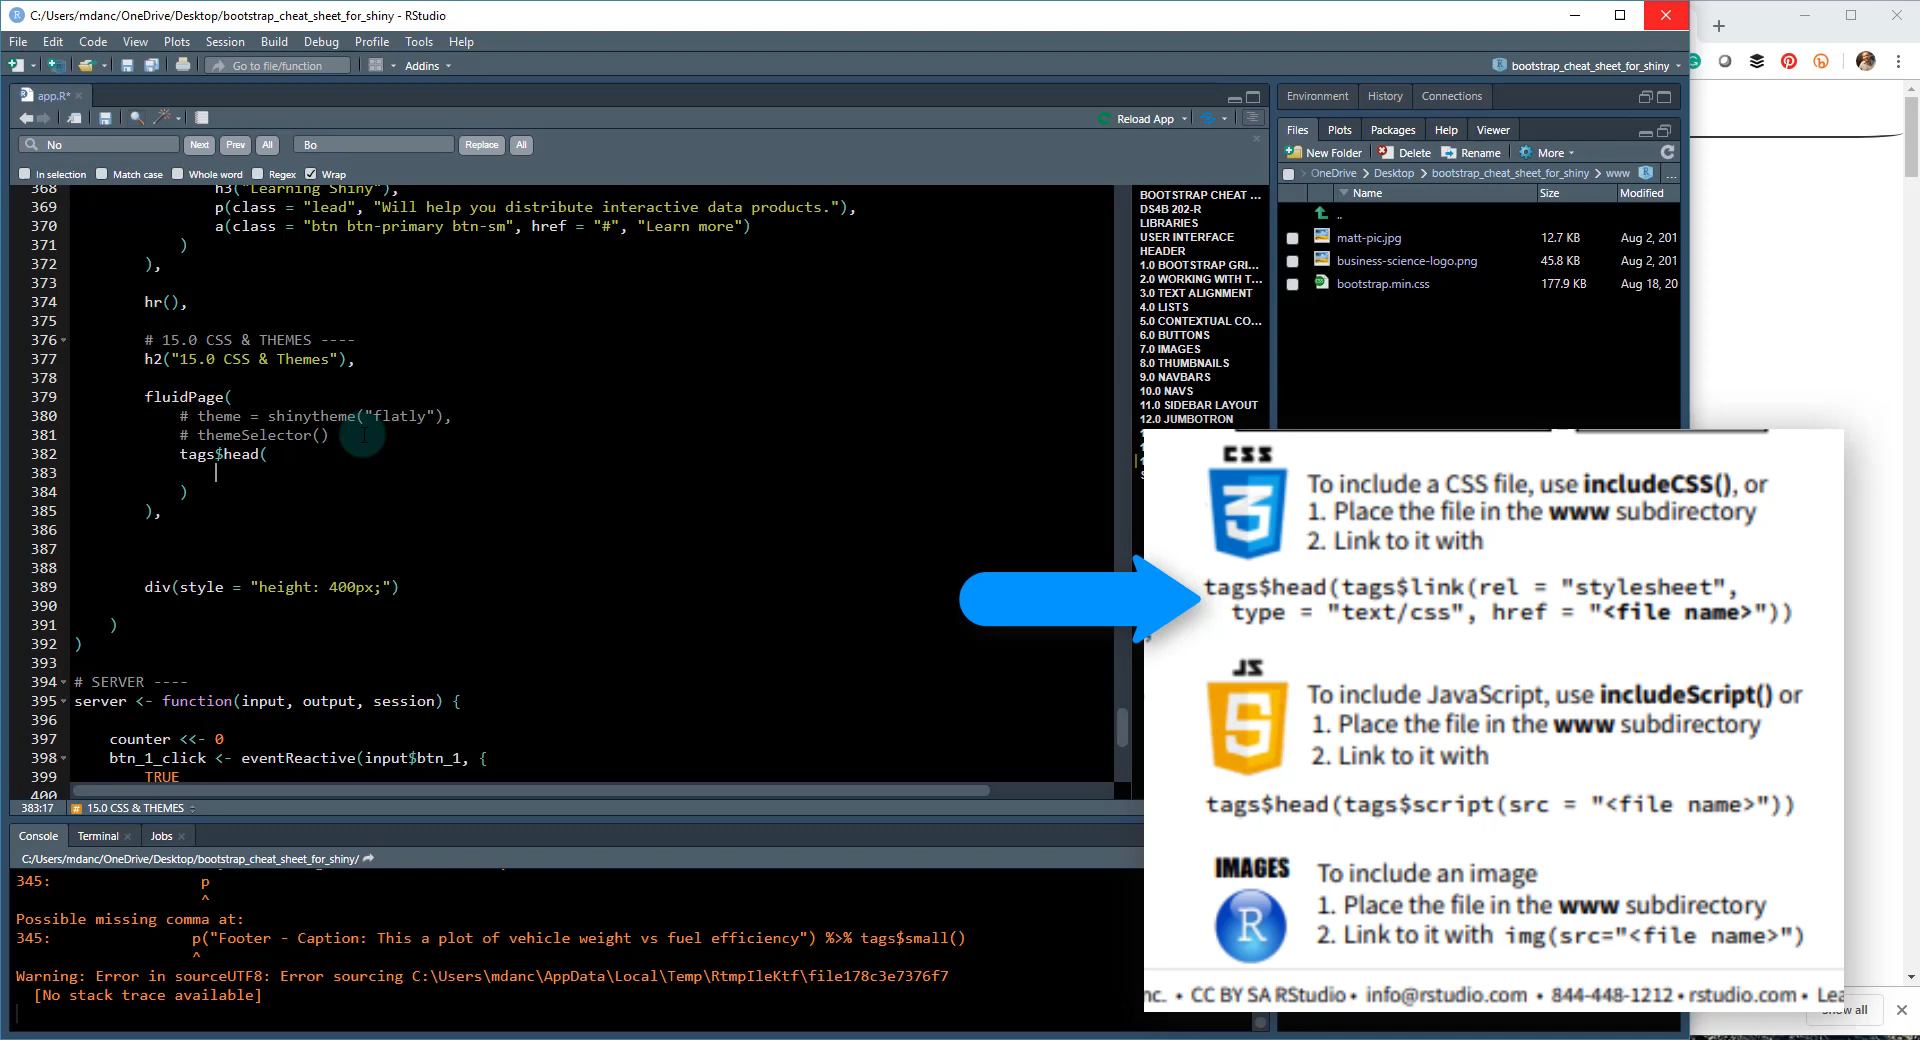 C:/Users/mdanc/OneDrive/Desktop/bootstrap_cheat_sheet_for_shiny - RStudio
File Edit Code View Plots Session Build Debug Profile Tools Help
Go to file/function
Addins
bootstrap_cheat_sheet_for_shiny
app.R*
Reload App
No
Next
Prev
All
Bo
Replace
All
In selection
Match case
Whole word
Regex
Wrap
368 h3("Learning Shiny"),
369 p(class = "lead", "Will help you distribute interactive data products."),
370 a(class = "btn btn-primary btn-sm", href = "#", "Learn more")
371 )
372 ),
373
374 hr(),
375
376 # 15.0 CSS & THEMES ----
377 h2("15.0 CSS & Themes"),
378
379 fluidPage(
380 # theme = shinytheme("flatly"),
381 # themeSelector()
382 tags$head(
383
384 )
385 ),
386
387
388
389 div(style = "height: 400px;")
390
391 )
392 )
393
394 # SERVER ----
395 server <- function(input, output, session) {
396
397 counter <<- 0
398 btn_1_click <- eventReactive(input$btn_1, {
399 TRUE
400
383:17
# 15.0 CSS & THEMES
BOOTSTRAP CHEAT ...
DS4B 202-R
LIBRARIES
USER INTERFACE
HEADER
1.0 BOOTSTRAP GRI...
2.0 WORKING WITH T...
3.0 TEXT ALIGNMENT
4.0 LISTS
5.0 CONTEXTUAL CO...
6.0 BUTTONS
7.0 IMAGES
8.0 THUMBNAILS
9.0 NAVBARS
10.0 NAVS
11.0 SIDEBAR LAYOUT
12.0 JUMBOTRON
Console
Terminal
Jobs
C:/Users/mdanc/OneDrive/Desktop/bootstrap_cheat_sheet_for_shiny/
345: p
^
Possible missing comma at:
345: p("Footer - Caption: This a plot of vehicle weight vs fuel efficiency") %>% tags$small()
^
Warning: Error in sourceUTF8: Error sourcing C:\Users\mdanc\AppData\Local\Temp\RtmpIleKtf\file178c3e7376f7
[No stack trace available]
Environment
History
Connections
Files
Plots
Packages
Help
Viewer
New Folder
Delete
Rename
More
OneDrive
Desktop
bootstrap_cheat_sheet_for_shiny
www
...
Name Size Modified
..
matt-pic.jpg 12.7 KB Aug 2, 201
business-science-logo.png 45.8 KB Aug 2, 201
bootstrap.min.css 177.9 KB Aug 18, 20
CSS
3
To include a CSS file, use includeCSS(), or
1. Place the file in the www subdirectory
2. Link to it with
tags$head(tags$link(rel = "stylesheet",
type = "text/css", href = "<file name>"))
JS
5
To include JavaScript, use includeScript() or
1. Place the file in the www subdirectory
2. Link to it with
tags$head(tags$script(src = "<file name>"))
IMAGES
R
To include an image
1. Place the file in the www subdirectory
2. Link to it with img(src="<file name>")
nc. • CC BY SA RStudio • info@rstudio.com • 844-448-1212 • rstudio.com • Lea
Show all